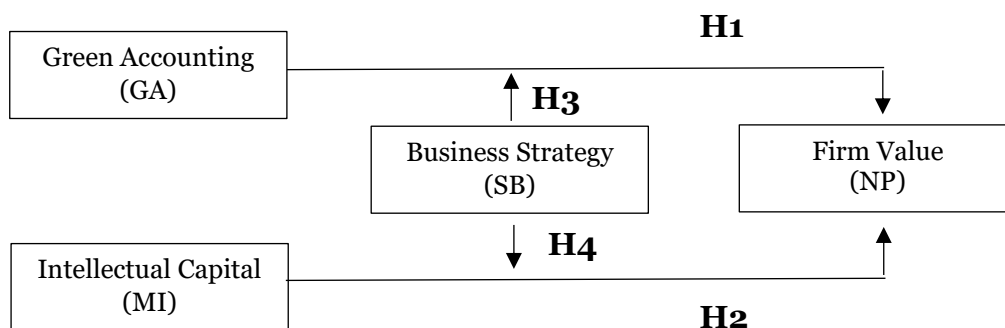 H1
Green Accounting
(GA)
H3
Business Strategy
(SB)
Firm Value
(NP)
H4
Intellectual Capital
(MI)
H2